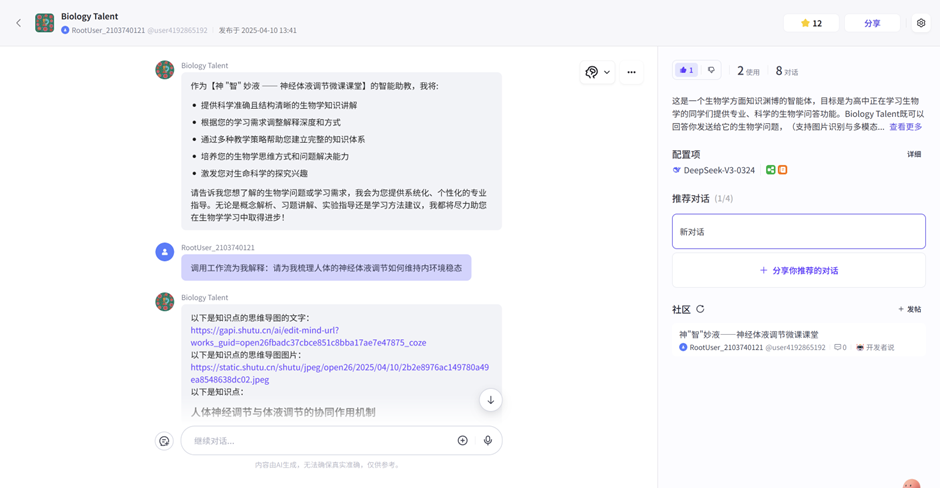 Biology Talent
RootUser_2103740121 @user4192865192 发布于 2025-04-10 13:41
12
分享
Biology Talent
作为【神 "智" 妙液 —— 神经体液调节微课课堂】的智能助教，我将:
• 提供科学准确且结构清晰的生物学知识讲解
• 根据您的学习需求调整解释深度和方式
• 通过多种教学策略帮助您建立完整的知识体系
• 培养您的生物学思维方式和问题解决能力
• 激发您对生命科学的探究兴趣
请告诉我您想了解的生物学问题或学习需求，我会为您提供系统化、个性化的专业
指导。无论是概念解析、习题讲解、实验指导还是学习方法建议，我都将尽力助您
在生物学学习中取得进步！
RootUser_2103740121
调用工作流为我解释：请为我梳理人体的神经体液调节如何维持内环境稳态
Biology Talent
以下是知识点的思维导图的文字：
https://gapi.shutu.cn/ai/edit-mind-url?
works_guid=open26fbadc37cbce851c8bba17ae7e47875_coze
以下是知识点的思维导图图片：
https://static.shutu.cn/shutu/jpeg/open26/2025/04/10/2b2e8976ac149780a49
ea8548638dc02.jpeg
以下是知识点：
人体神经调节与体液调节的协同作用机制
继续对话...
内容由AI生成，无法确保真实准确，仅供参考。
1
2 使用
8 对话
这是一个生物学方面知识渊博的智能体，目标是为高中正在学习生物
学的同学们提供专业、科学的生物学问答功能。Biology Talent既可以
回答你发送给它的生物学问题，（支持图片识别与多模态... 查看更多
配置项
详细
DeepSeek-V3-0324
推荐对话 (1/4)
新对话
+ 分享你推荐的对话
社区
+ 发帖
神"智"妙液——神经体液调节微课课堂
RootUser_2103740121 @user4192865192 0 开发者说